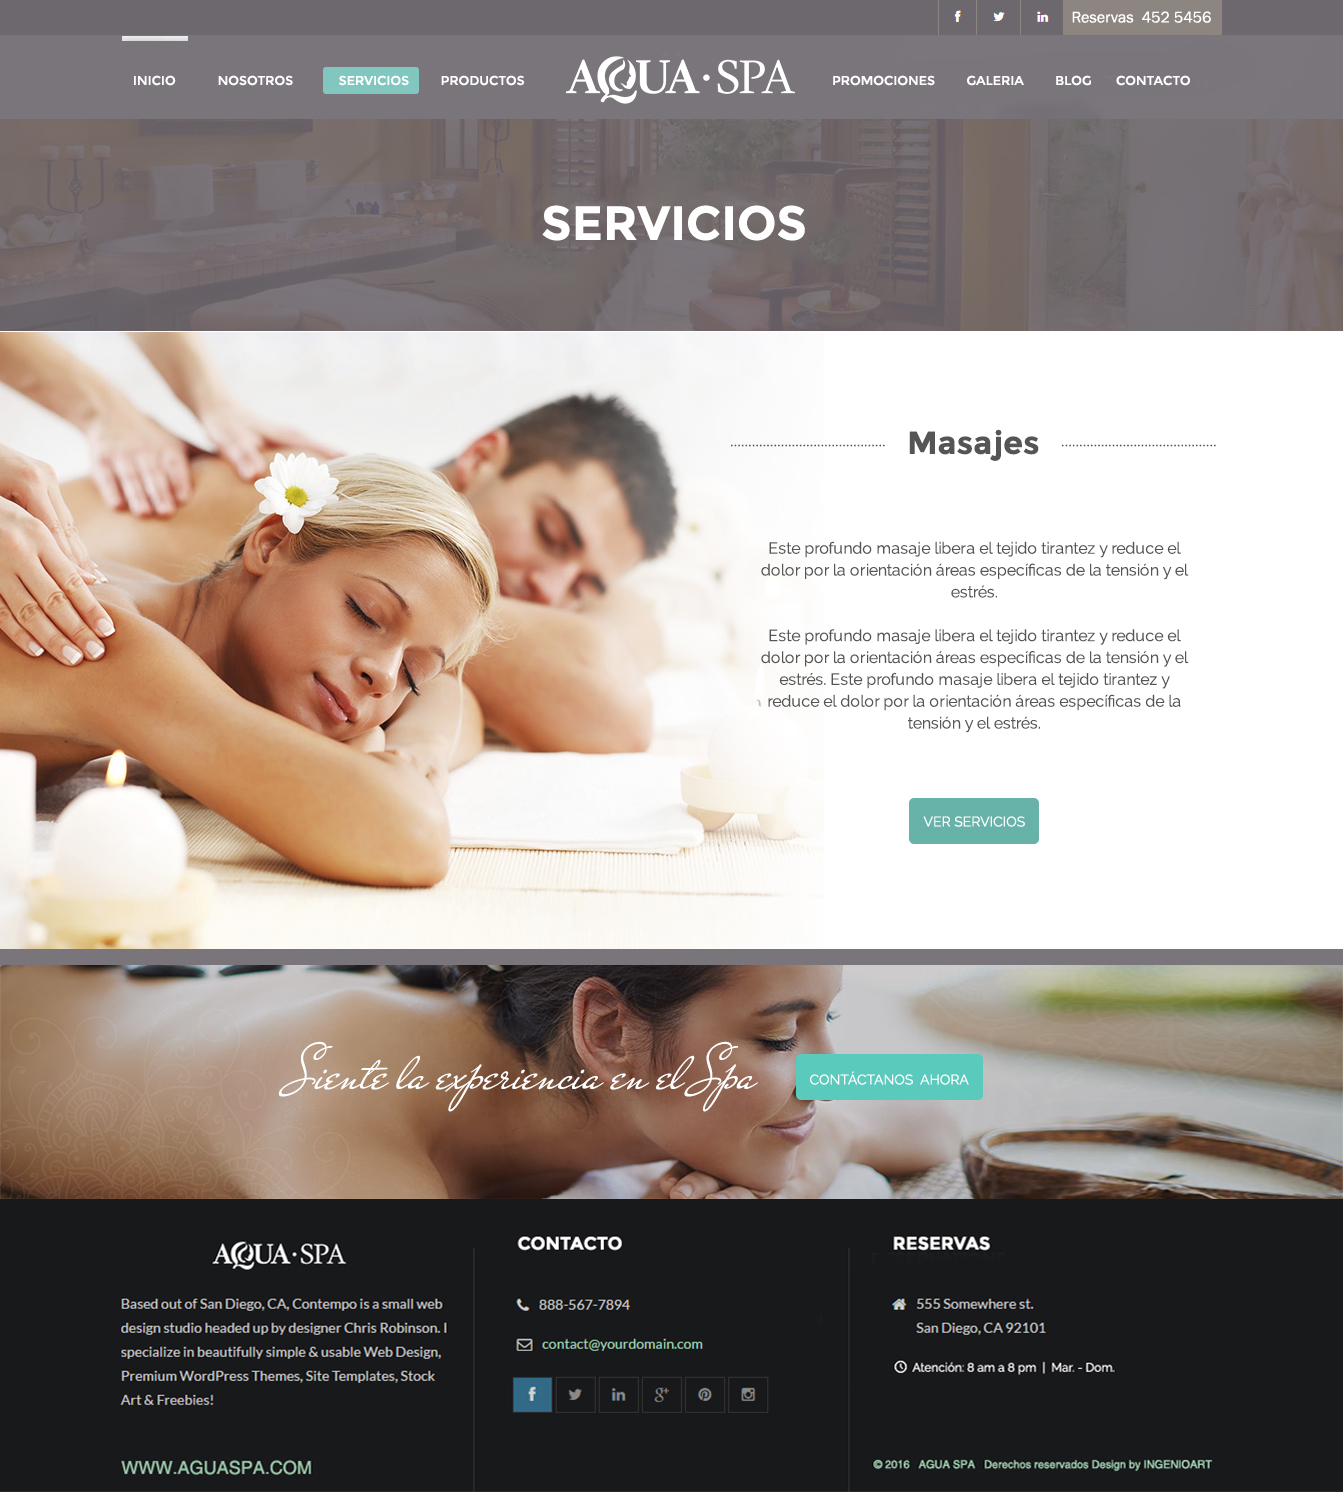 Reservas 452 5456
INICIO NOSOTROS SERVICIOS PRODUCTOS AQUA·SPA PROMOCIONES GALERIA BLOG CONTACTO
SERVICIOS
Masajes
Este profundo masaje libera el tejido tirantez y reduce el
dolor por la orientación áreas específicas de la tensión y el
estrés.
Este profundo masaje libera el tejido tirantez y reduce el
dolor por la orientación áreas específicas de la tensión y el
estrés. Este profundo masaje libera el tejido tirantez y
reduce el dolor por la orientación áreas específicas de la
tensión y el estrés.
VER SERVICIOS
Siente la experiencia en el Spa
CONTÁCTANOS AHORA
AQUA·SPA
Based out of San Diego, CA, Contempo is a small web
design studio headed up by designer Chris Robinson. I
specialize in beautifully simple & usable Web Design,
Premium WordPress Themes, Site Templates, Stock
Art & Freebies!
WWW.AGUASPA.COM
CONTACTO
888-567-7894
contact@yourdomain.com
RESERVAS
555 Somewhere st.
San Diego, CA 92101
Atención: 8 am a 8 pm | Mar. - Dom.
© 2016 AGUA SPA Derechos reservados Design by INGENIOART